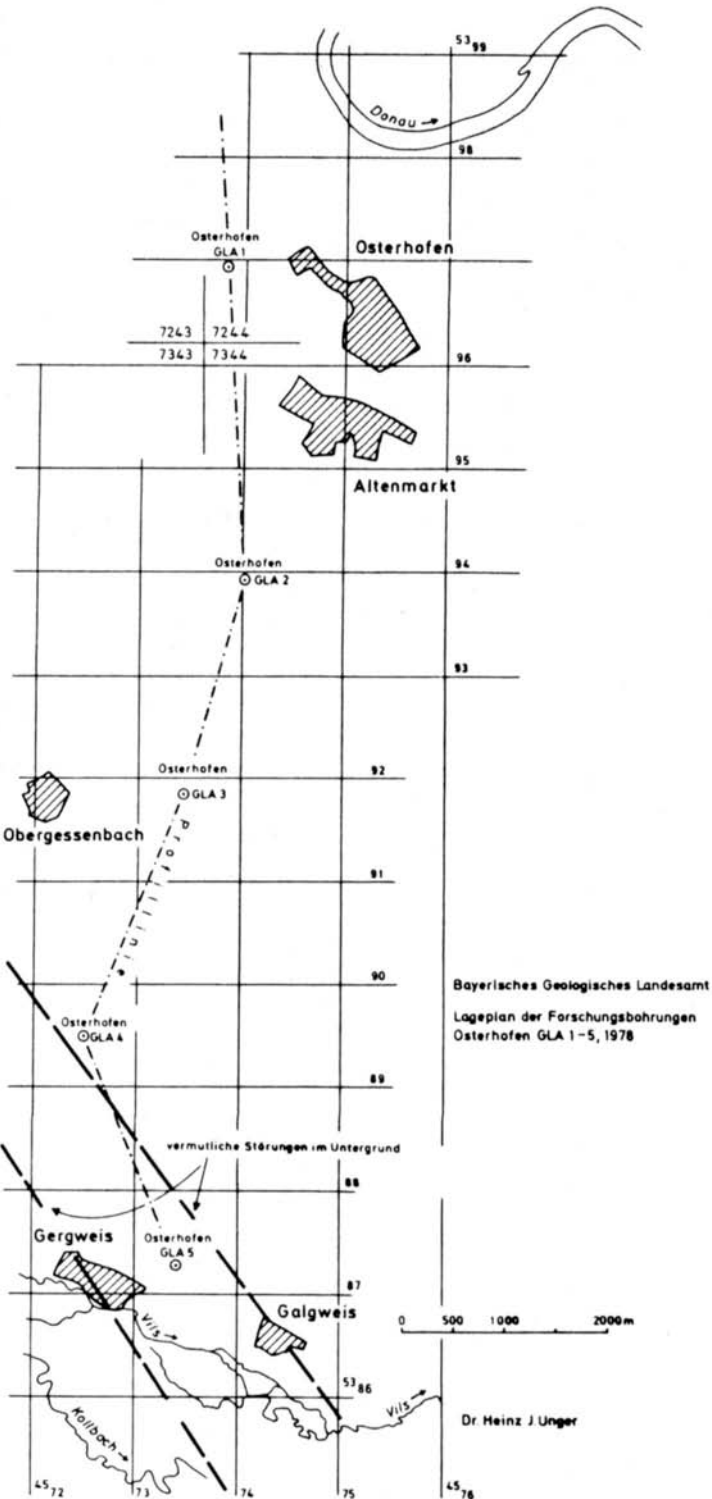 53 99
Donau →
98
Osterhofen
GLA 1
Osterhofen
7243 7244
7343 7344
96
95
Altenmarkt
Osterhofen
GLA 2
94
93
92
Osterhofen
GLA 3
Obergessenbach
Profillinie
91
90
Bayerisches Geologisches Landesamt
Lageplan der Forschungsbohrungen
Osterhofen GLA 1-5, 1978
Osterhofen
GLA 4
89
vermutliche Störungen im Untergrund
88
Gergweis
Osterhofen
GLA 5
87
Galgweis
0 500 1000 2000m
Vils →
53 86
Vils →
Dr. Heinz J. Unger
Kollbach →
45 72
73
74
75
45 76